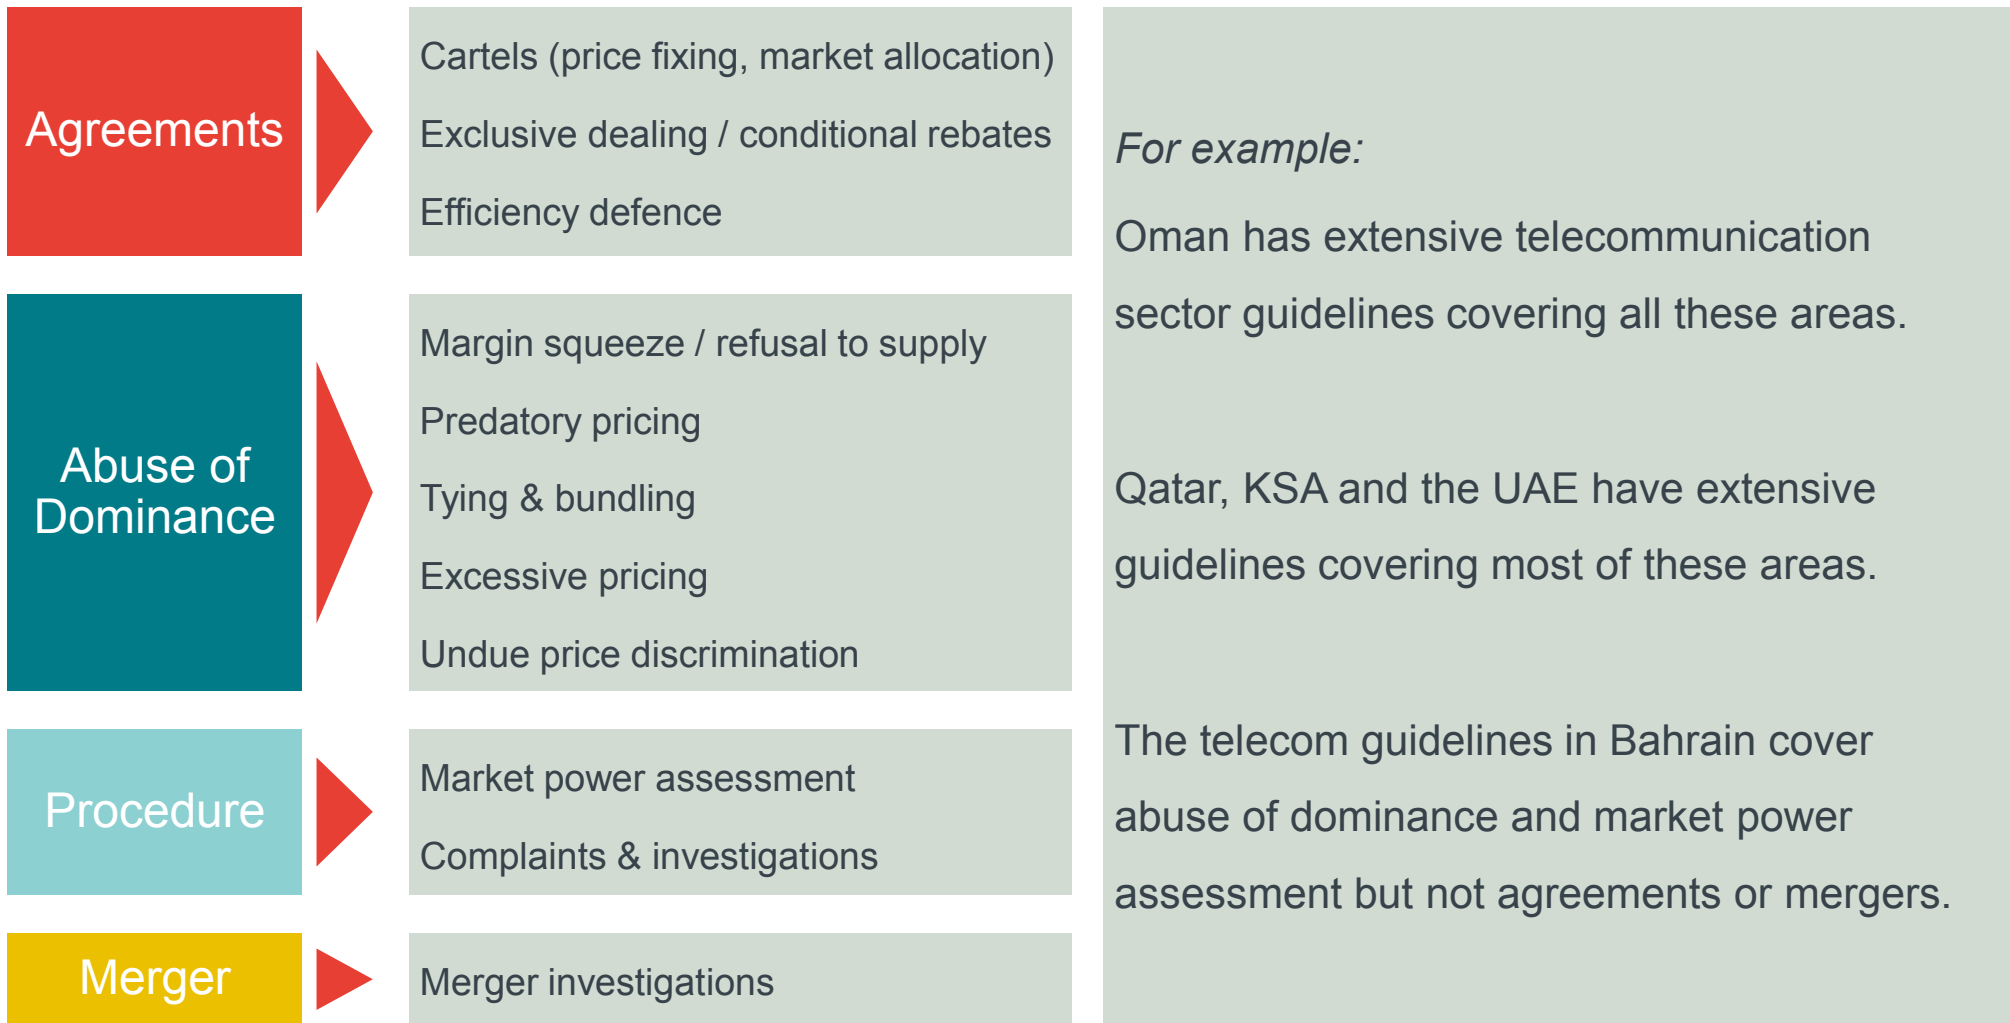 Agreements
Cartels (price fixing, market allocation)
Exclusive dealing / conditional rebates
Efficiency defence
Abuse of
Dominance
Margin squeeze / refusal to supply
Predatory pricing
Tying & bundling
Excessive pricing
Undue price discrimination
Procedure
Market power assessment
Complaints & investigations
Merger
Merger investigations
For example:
Oman has extensive telecommunication
sector guidelines covering all these areas.
Qatar, KSA and the UAE have extensive
guidelines covering most of these areas.
The telecom guidelines in Bahrain cover
abuse of dominance and market power
assessment but not agreements or mergers.